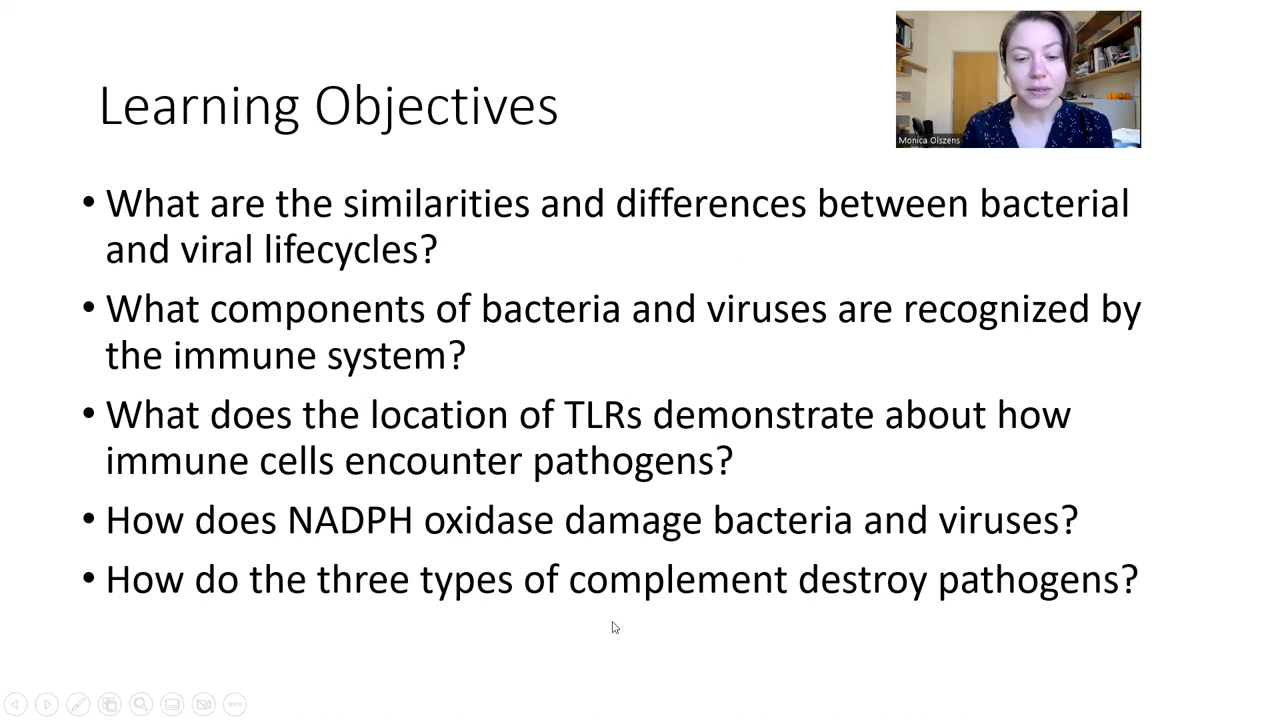 Monica Olszens
Learning Objectives
• What are the similarities and differences between bacterial
and viral lifecycles?
• What components of bacteria and viruses are recognized by
the immune system?
• What does the location of TLRs demonstrate about how
immune cells encounter pathogens?
• How does NADPH oxidase damage bacteria and viruses?
• How do the three types of complement destroy pathogens?